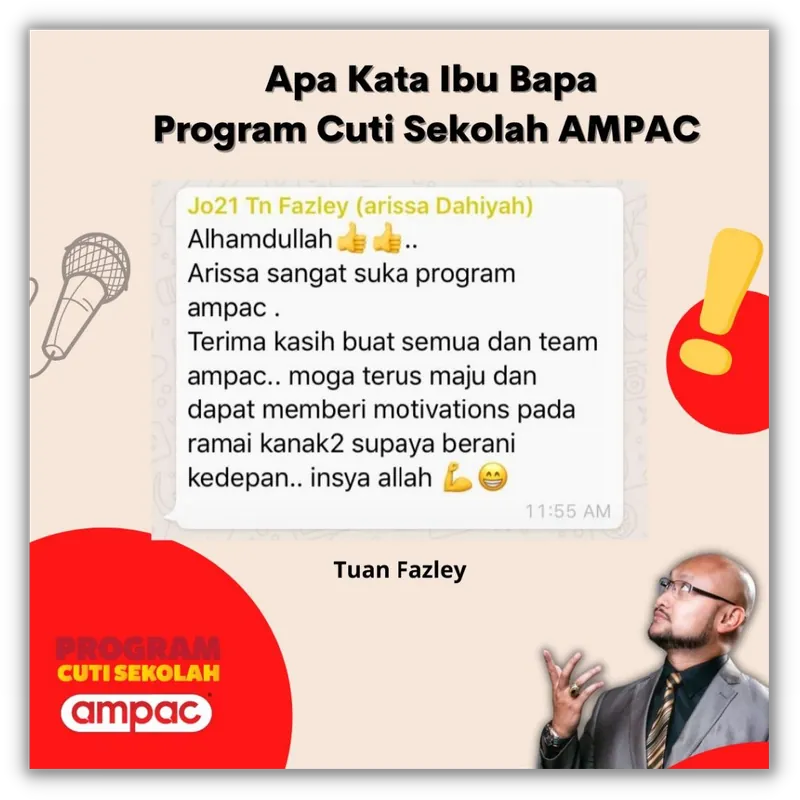 Apa Kata Ibu Bapa
Program Cuti Sekolah AMPAC
Jo21 Tn Fazley (arissa Dahiyah)
Alhamdullah👍👍..
Arissa sangat suka program
ampac .
Terima kasih buat semua dan team
ampac.. moga terus maju dan
dapat memberi motivations pada
ramai kanak2 supaya berani
kedepan.. insya allah 💪😁
11:55 AM
Tuan Fazley
PROGRAM
CUTI SEKOLAH
ampac